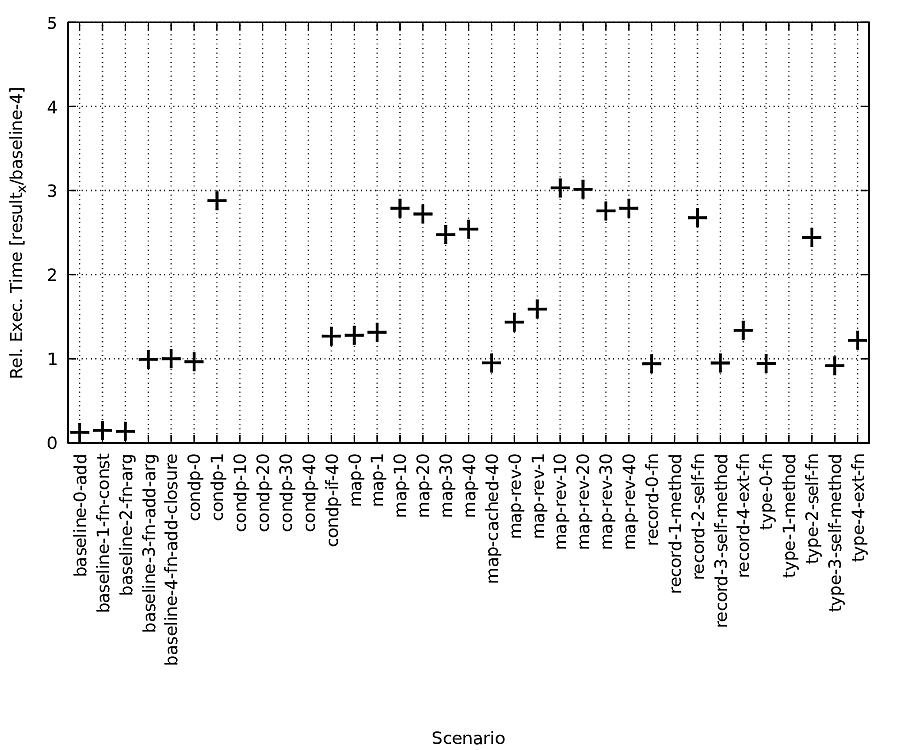 5
4
3
2
1
0
Rel. Exec. Time [resultₓ/baseline-4]
baseline-0-add
baseline-1-fn-const
baseline-2-fn-arg
baseline-3-fn-add-arg
baseline-4-fn-add-closure
condp-0
condp-1
condp-10
condp-20
condp-30
condp-40
condp-if-40
map-0
map-1
map-10
map-20
map-30
map-40
map-cached-40
map-rev-0
map-rev-1
map-rev-10
map-rev-20
map-rev-30
map-rev-40
record-0-fn
record-1-method
record-2-self-fn
record-3-self-method
record-4-ext-fn
type-0-fn
type-1-method
type-2-self-fn
type-3-self-method
type-4-ext-fn
Scenario